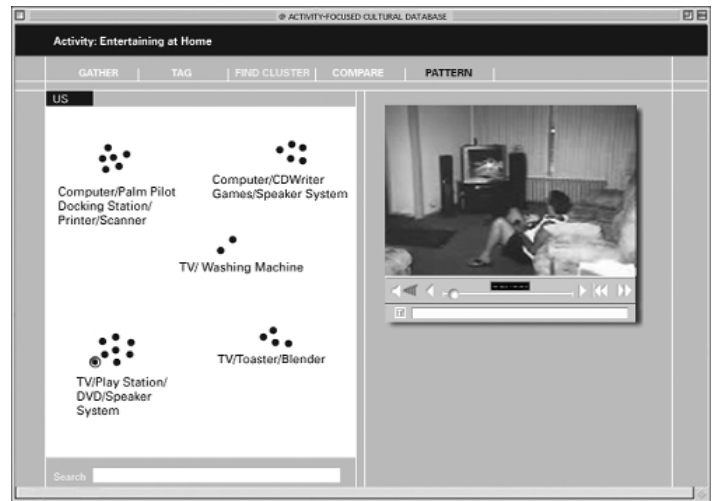 @ ACTIVITY-FOCUSED CULTURAL DATABASE
Activity: Entertaining at Home
GATHER | TAG | FIND CLUSTER | COMPARE | PATTERN |
US
Computer/Palm Pilot
Docking Station/
Printer/Scanner
Computer/CDWriter
Games/Speaker System
TV/ Washing Machine
TV/Play Station/
DVD/Speaker
System
TV/Toaster/Blender
Search